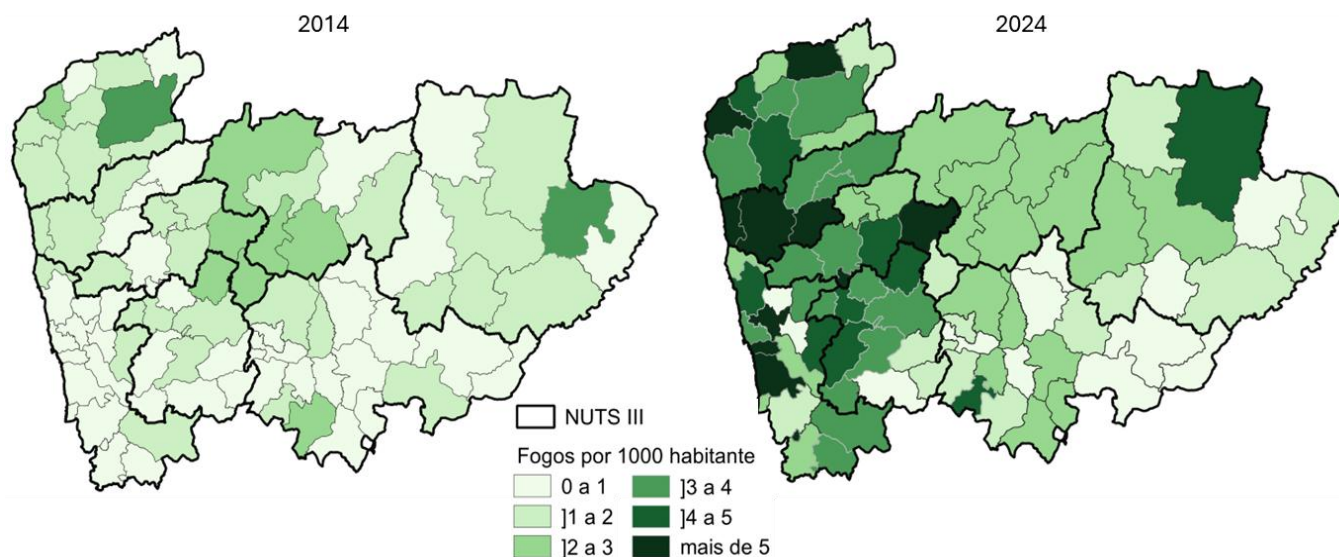 2014
2024
NUTS III
Fogos por 1000 habitante
0 a 1
]3 a 4
]1 a 2
]4 a 5
]2 a 3
mais de 5